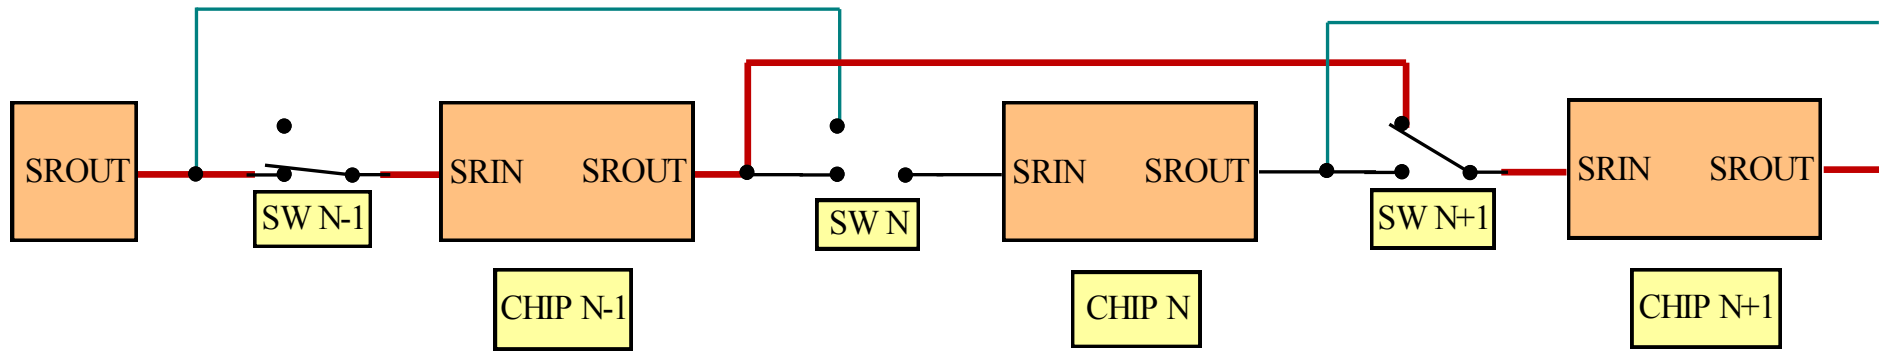 SROUT
SRIN
SROUT
SRIN
SROUT
SRIN
SROUT
SW N-1
SW N
SW N+1
CHIP N-1
CHIP N
CHIP N+1